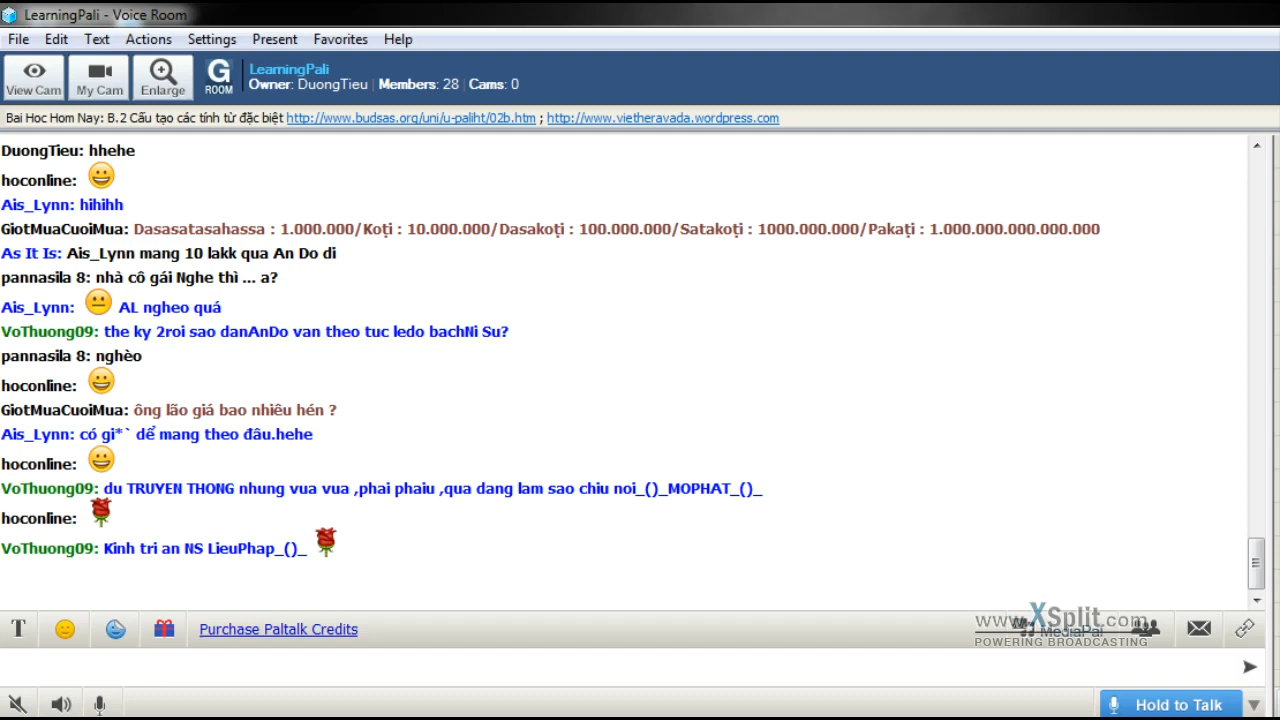 LearningPali - Voice Room
File Edit Text Actions Settings Present Favorites Help
View Cam My Cam Enlarge G ROOM
LearningPali
Owner: DuongTieu | Members: 28 | Cams: 0
Bai Hoc Hom Nay: B.2 Cấu tạo các tính từ đặc biệt http://www.budsas.org/uni/u-paliht/02b.htm ; http://www.vietheravada.wordpress.com
DuongTieu: hhehe
hoconline:
Ais_Lynn: hihihh
GiotMuaCuoiMua: Dasasatasahassa : 1.000.000/Koṭi : 10.000.000/Dasakoṭi : 100.000.000/Satakoṭi : 1000.000.000/Pakaṭi : 1.000.000.000.000.000
As It Is: Ais_Lynn mang 10 lakk qua An Do di
pannasila 8: nhà cô gái Nghe thì ... a?
Ais_Lynn: AL ngheo quá
VoThuong09: the ky 2roi sao danAnDo van theo tuc ledo bachNi Su?
pannasila 8: nghèo
hoconline:
GiotMuaCuoiMua: ông lão giá bao nhiêu hén ?
Ais_Lynn: có gi*` dể mang theo đâu.hehe
hoconline:
VoThuong09: du TRUYEN THONG nhung vua vua ,phai phaiu ,qua dang lam sao chiu noi_()_MOPHAT_()_
hoconline:
VoThuong09: Kinh tri an NS LieuPhap_()_
T Purchase Paltalk Credits
www.XSplit.com
MediaPal
POWERING BROADCASTING
Hold to Talk